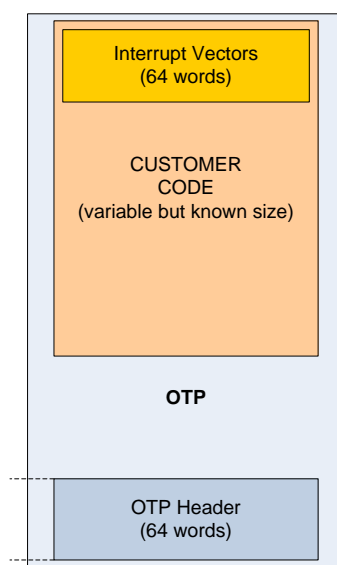 Interrupt Vectors
(64 words)
CUSTOMER
CODE
(variable but known size)
OTP
OTP Header
(64 words)